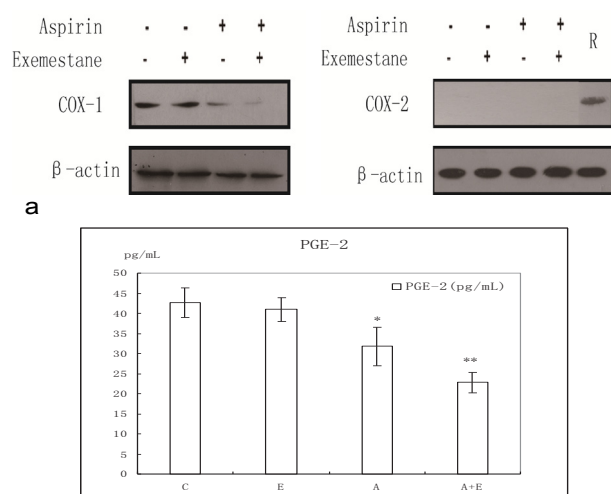 Aspirin - - + +
Exemestane - + - +
COX-1
β-actin
Aspirin - - + + R
Exemestane - + - +
COX-2
β-actin
a
PGE-2
pg/mL
PGE-2(pg/mL)
50
45
40
35
30
25
20
15
10
5
0
*
**
C E A A+E